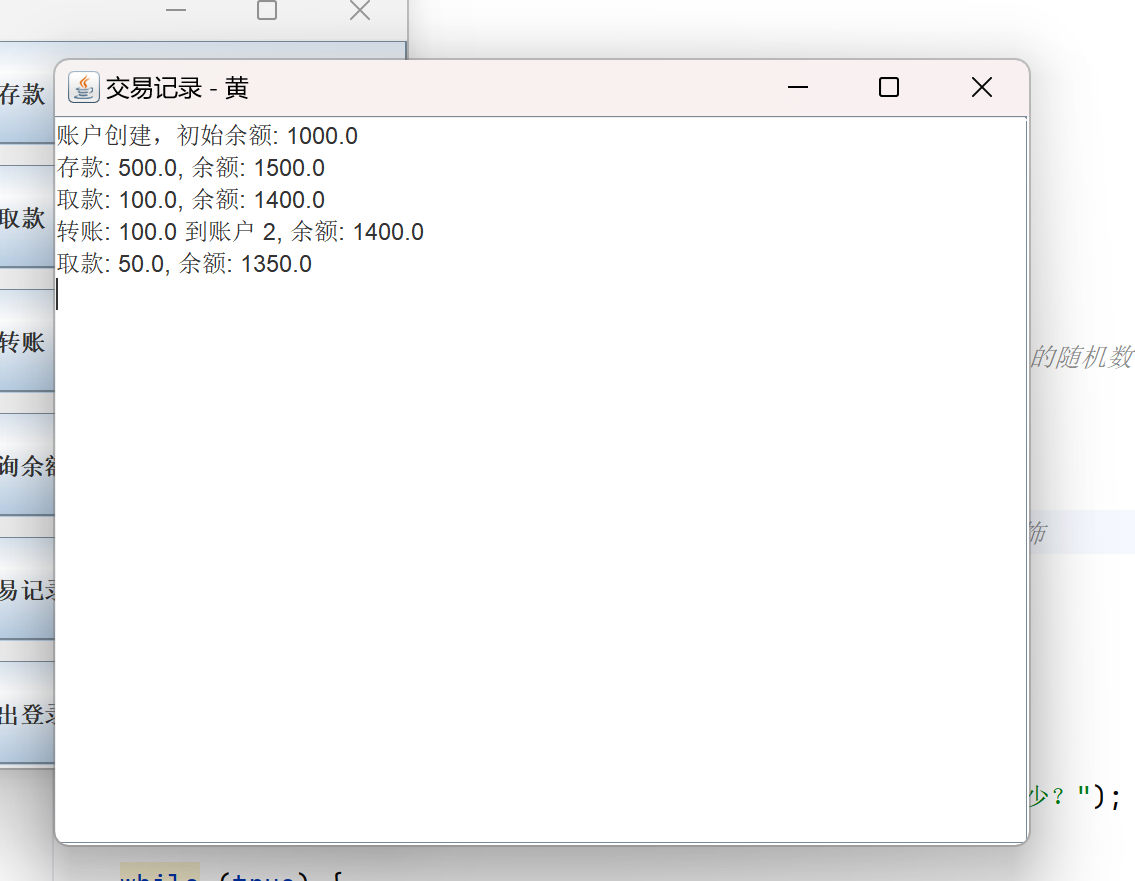 交易记录 - 黄
账户创建，初始余额: 1000.0
存款: 500.0, 余额: 1500.0
取款: 100.0, 余额: 1400.0
转账: 100.0 到账户 2, 余额: 1400.0
取款: 50.0, 余额: 1350.0
存款
取款
转账
询余额
易记录
出登录
的随机数
饰
少？");
while (true) {